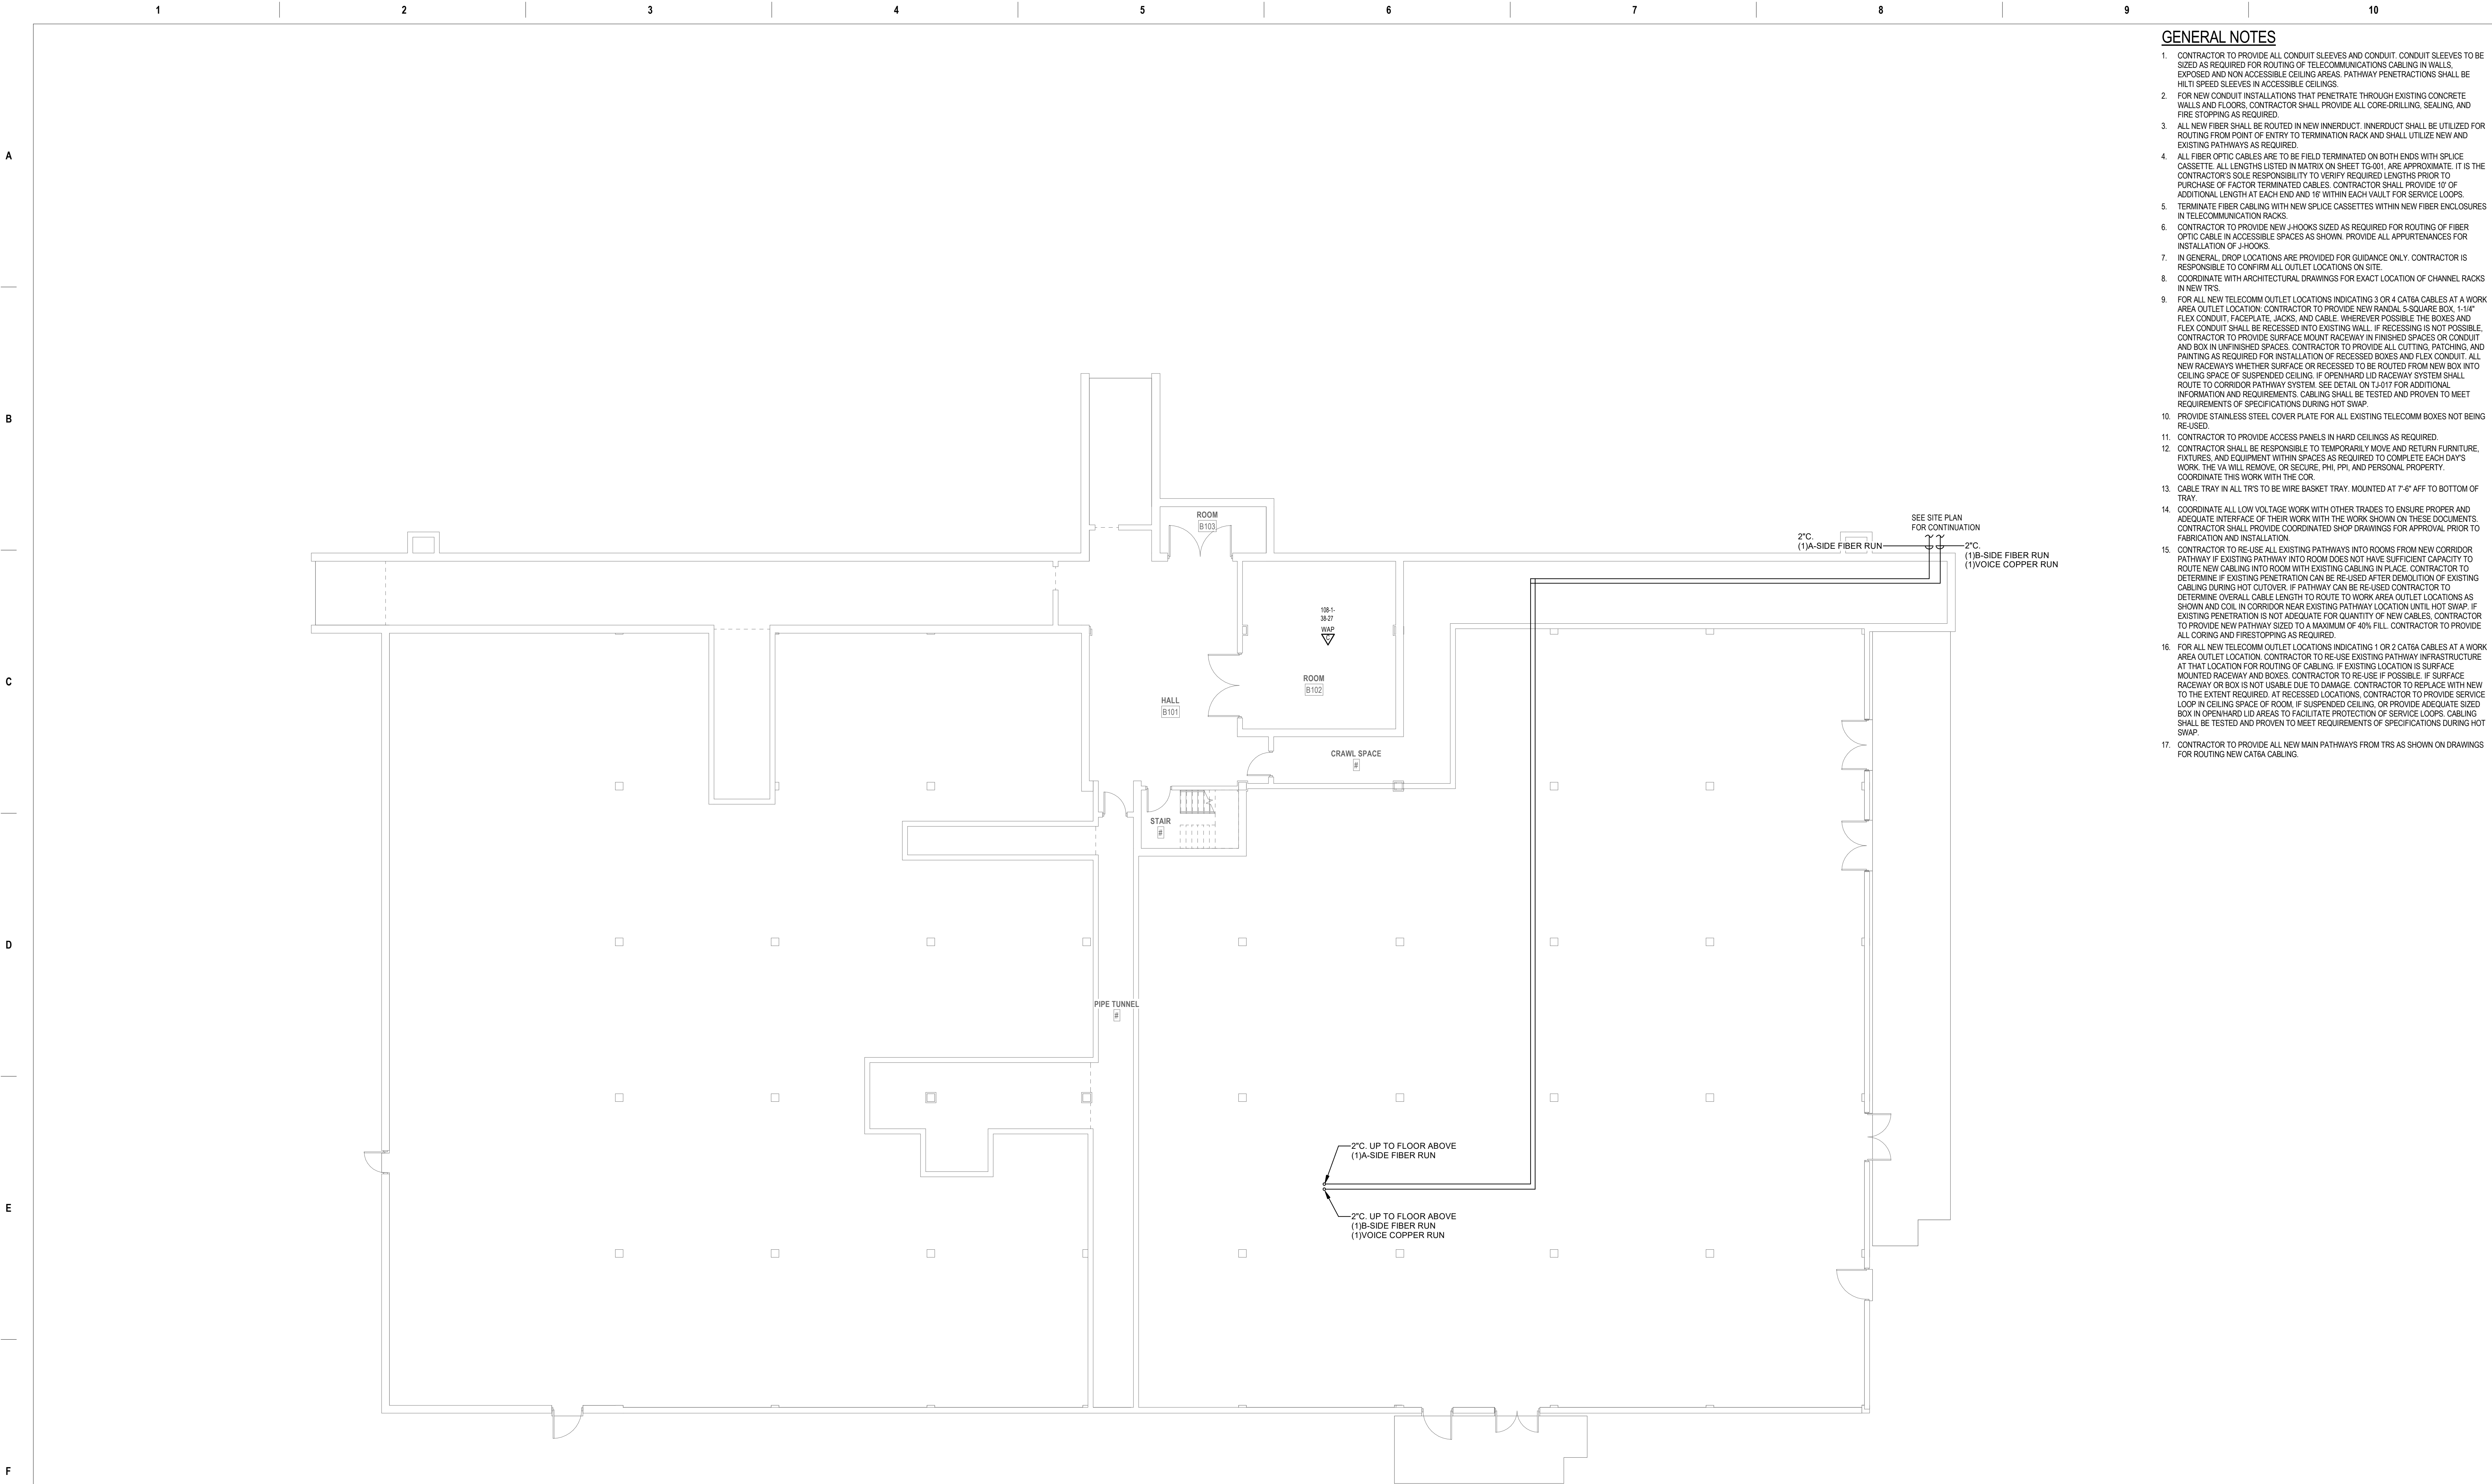 1 2 3 4 5 6 7 8 9 10
A
B
C
D
E
F
GENERAL NOTES
1. CONTRACTOR TO PROVIDE ALL CONDUIT SLEEVES AND CONDUIT. CONDUIT SLEEVES TO BE
SIZED AS REQUIRED FOR ROUTING OF TELECOMMUNICATIONS CABLING IN WALLS,
EXPOSED AND NON ACCESSIBLE CEILING AREAS. PATHWAY PENETRACTIONS SHALL BE
HILTI SPEED SLEEVES IN ACCESSIBLE CEILINGS.
2. FOR NEW CONDUIT INSTALLATIONS THAT PENETRATE THROUGH EXISTING CONCRETE
WALLS AND FLOORS, CONTRACTOR SHALL PROVIDE ALL CORE-DRILLING, SEALING, AND
FIRE STOPPING AS REQUIRED.
3. ALL NEW FIBER SHALL BE ROUTED IN NEW INNERDUCT. INNERDUCT SHALL BE UTILIZED FOR
ROUTING FROM POINT OF ENTRY TO TERMINATION RACK AND SHALL UTILIZE NEW AND
EXISTING PATHWAYS AS REQUIRED.
4. ALL FIBER OPTIC CABLES ARE TO BE FIELD TERMINATED ON BOTH ENDS WITH SPLICE
CASSETTE. ALL LENGTHS LISTED IN MATRIX ON SHEET TG-001, ARE APPROXIMATE. IT IS THE
CONTRACTOR'S SOLE RESPONSIBILITY TO VERIFY REQUIRED LENGTHS PRIOR TO
PURCHASE OF FACTOR TERMINATED CABLES. CONTRACTOR SHALL PROVIDE 10' OF
ADDITIONAL LENGTH AT EACH END AND 16' WITHIN EACH VAULT FOR SERVICE LOOPS.
5. TERMINATE FIBER CABLING WITH NEW SPLICE CASSETTES WITHIN NEW FIBER ENCLOSURES
IN TELECOMMUNICATION RACKS.
6. CONTRACTOR TO PROVIDE NEW J-HOOKS SIZED AS REQUIRED FOR ROUTING OF FIBER
OPTIC CABLE IN ACCESSIBLE SPACES AS SHOWN. PROVIDE ALL APPURTENANCES FOR
INSTALLATION OF J-HOOKS.
7. IN GENERAL, DROP LOCATIONS ARE PROVIDED FOR GUIDANCE ONLY. CONTRACTOR IS
RESPONSIBLE TO CONFIRM ALL OUTLET LOCATIONS ON SITE.
8. COORDINATE WITH ARCHITECTURAL DRAWINGS FOR EXACT LOCATION OF CHANNEL RACKS
IN NEW TR'S.
9. FOR ALL NEW TELECOMM OUTLET LOCATIONS INDICATING 3 OR 4 CAT6A CABLES AT A WORK
AREA OUTLET LOCATION: CONTRACTOR TO PROVIDE NEW RANDAL 5-SQUARE BOX, 1-1/4"
FLEX CONDUIT, FACEPLATE, JACKS, AND CABLE. WHEREVER POSSIBLE THE BOXES AND
FLEX CONDUIT SHALL BE RECESSED INTO EXISTING WALL. IF RECESSING IS NOT POSSIBLE,
CONTRACTOR TO PROVIDE SURFACE MOUNT RACEWAY IN FINISHED SPACES OR CONDUIT
AND BOX IN UNFINISHED SPACES. CONTRACTOR TO PROVIDE ALL CUTTING, PATCHING, AND
PAINTING AS REQUIRED FOR INSTALLATION OF RECESSED BOXES AND FLEX CONDUIT. ALL
NEW RACEWAYS WHETHER SURFACE OR RECESSED TO BE ROUTED FROM NEW BOX INTO
CEILING SPACE OF SUSPENDED CEILING. IF OPEN/HARD LID RACEWAY SYSTEM SHALL
ROUTE TO CORRIDOR PATHWAY SYSTEM. SEE DETAIL ON TJ-017 FOR ADDITIONAL
INFORMATION AND REQUIREMENTS. CABLING SHALL BE TESTED AND PROVEN TO MEET
REQUIREMENTS OF SPECIFICATIONS DURING HOT SWAP.
10. PROVIDE STAINLESS STEEL COVER PLATE FOR ALL EXISTING TELECOMM BOXES NOT BEING
RE-USED.
11. CONTRACTOR TO PROVIDE ACCESS PANELS IN HARD CEILINGS AS REQUIRED.
12. CONTRACTOR SHALL BE RESPONSIBLE TO TEMPORARILY MOVE AND RETURN FURNITURE,
FIXTURES, AND EQUIPMENT WITHIN SPACES AS REQUIRED TO COMPLETE EACH DAY'S
WORK. THE VA WILL REMOVE, OR SECURE, PHI, PPI, AND PERSONAL PROPERTY.
COORDINATE THIS WORK WITH THE COR.
13. CABLE TRAY IN ALL TR'S TO BE WIRE BASKET TRAY. MOUNTED AT 7'-6" AFF TO BOTTOM OF
TRAY.
14. COORDINATE ALL LOW VOLTAGE WORK WITH OTHER TRADES TO ENSURE PROPER AND
ADEQUATE INTERFACE OF THEIR WORK WITH THE WORK SHOWN ON THESE DOCUMENTS.
CONTRACTOR SHALL PROVIDE COORDINATED SHOP DRAWINGS FOR APPROVAL PRIOR TO
FABRICATION AND INSTALLATION.
15. CONTRACTOR TO RE-USE ALL EXISTING PATHWAYS INTO ROOMS FROM NEW CORRIDOR
PATHWAY IF EXISTING PATHWAY INTO ROOM DOES NOT HAVE SUFFICIENT CAPACITY TO
ROUTE NEW CABLING INTO ROOM WITH EXISTING CABLING IN PLACE. CONTRACTOR TO
DETERMINE IF EXISTING PENETRATION CAN BE RE-USED AFTER DEMOLITION OF EXISTING
CABLING DURING HOT CUTOVER. IF PATHWAY CAN BE RE-USED CONTRACTOR TO
DETERMINE OVERALL CABLE LENGTH TO ROUTE TO WORK AREA OUTLET LOCATIONS AS
SHOWN AND COIL IN CORRIDOR NEAR EXISTING PATHWAY LOCATION UNTIL HOT SWAP. IF
EXISTING PENETRATION IS NOT ADEQUATE FOR QUANTITY OF NEW CABLES, CONTRACTOR
TO PROVIDE NEW PATHWAY SIZED TO A MAXIMUM OF 40% FILL. CONTRACTOR TO PROVIDE
ALL CORING AND FIRESTOPPING AS REQUIRED.
16. FOR ALL NEW TELECOMM OUTLET LOCATIONS INDICATING 1 OR 2 CAT6A CABLES AT A WORK
AREA OUTLET LOCATION. CONTRACTOR TO RE-USE EXISTING PATHWAY INFRASTRUCTURE
AT THAT LOCATION FOR ROUTING OF CABLING. IF EXISTING LOCATION IS SURFACE
MOUNTED RACEWAY AND BOXES. CONTRACTOR TO RE-USE IF POSSIBLE. IF SURFACE
RACEWAY OR BOX IS NOT USABLE DUE TO DAMAGE. CONTRACTOR TO REPLACE WITH NEW
TO THE EXTENT REQUIRED. AT RECESSED LOCATIONS, CONTRACTOR TO PROVIDE SERVICE
LOOP IN CEILING SPACE OF ROOM, IF SUSPENDED CEILING, OR PROVIDE ADEQUATE SIZED
BOX IN OPEN/HARD LID AREAS TO FACILITATE PROTECTION OF SERVICE LOOPS. CABLING
SHALL BE TESTED AND PROVEN TO MEET REQUIREMENTS OF SPECIFICATIONS DURING HOT
SWAP.
17. CONTRACTOR TO PROVIDE ALL NEW MAIN PATHWAYS FROM TRS AS SHOWN ON DRAWINGS
FOR ROUTING NEW CAT6A CABLING.
ROOM
B103
SEE SITE PLAN
FOR CONTINUATION
2"C.
(1)A-SIDE FIBER RUN
2"C.
(1)B-SIDE FIBER RUN
(1)VOICE COPPER RUN
108-1-
38-27
WAP
C
ROOM
B102
HALL
B101
CRAWL SPACE
STAIR
PIPE TUNNEL
2"C. UP TO FLOOR ABOVE
(1)A-SIDE FIBER RUN
2"C. UP TO FLOOR ABOVE
(1)B-SIDE FIBER RUN
(1)VOICE COPPER RUN